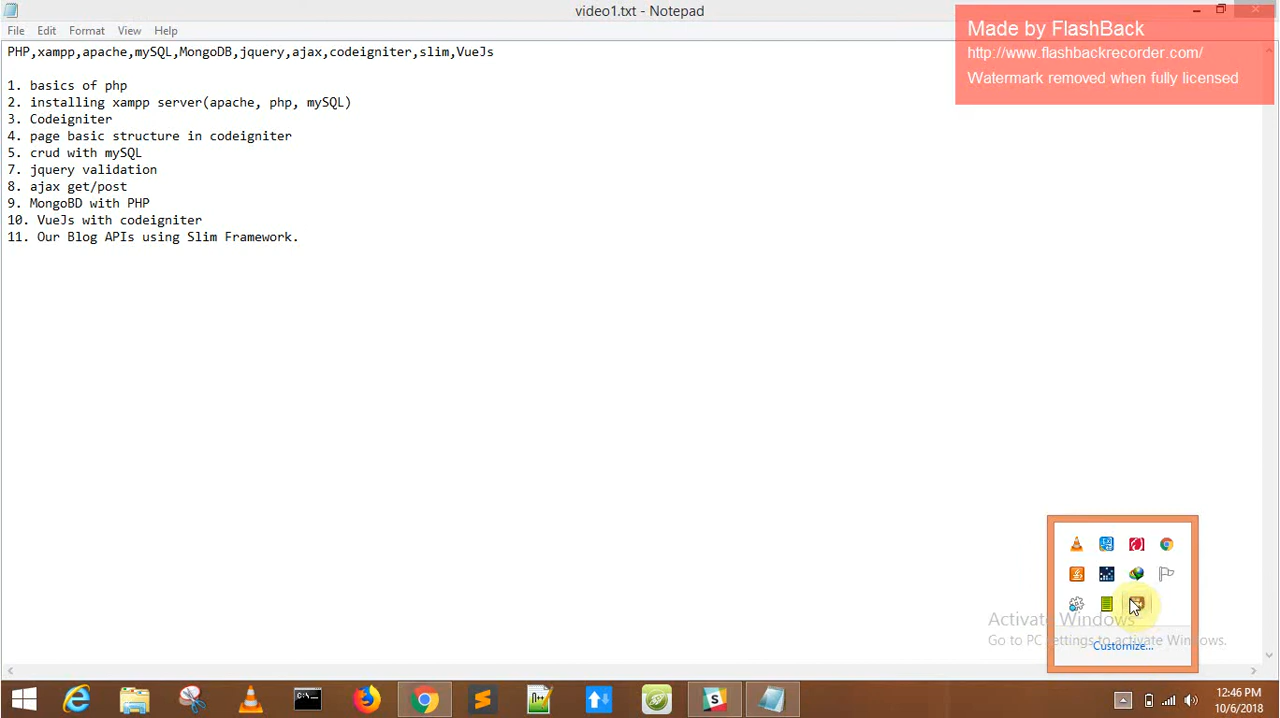 video1.txt - Notepad
File Edit Format View Help
Made by FlashBack
http://www.flashbackrecorder.com/
Watermark removed when fully licensed
PHP,xampp,apache,mySQL,MongoDB,jquery,ajax,codeigniter,slim,VueJs
1. basics of php
2. installing xampp server(apache, php, mySQL)
3. Codeigniter
4. page basic structure in codeigniter
5. crud with mySQL
7. jquery validation
8. ajax get/post
9. MongoBD with PHP
10. VueJs with codeigniter
11. Our Blog APIs using Slim Framework.
Activate Windows
Go to PC settings to activate Windows.
Customize...
12:46 PM
10/6/2018